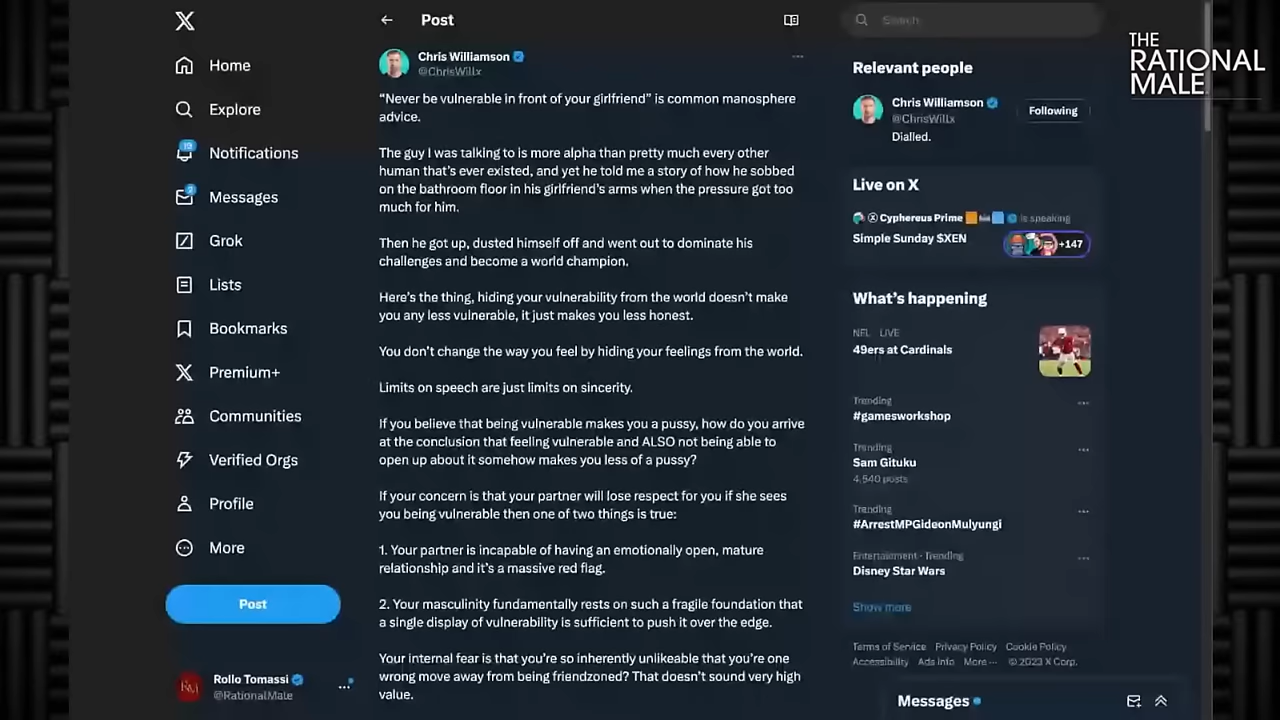 Post
Search
THE
RATIONAL
MALE
Home
Explore
19
Notifications
2
Messages
Grok
Lists
Bookmarks
Premium+
Communities
Verified Orgs
Profile
More
Post
Rollo Tomassi
@RationalMale
Chris Williamson
@ChrisWillx
“Never be vulnerable in front of your girlfriend” is common manosphere
advice.
The guy I was talking to is more alpha than pretty much every other
human that’s ever existed, and yet he told me a story of how he sobbed
on the bathroom floor in his girlfriend’s arms when the pressure got too
much for him.
Then he got up, dusted himself off and went out to dominate his
challenges and become a world champion.
Here’s the thing, hiding your vulnerability from the world doesn’t make
you any less vulnerable, it just makes you less honest.
You don’t change the way you feel by hiding your feelings from the world.
Limits on speech are just limits on sincerity.
If you believe that being vulnerable makes you a pussy, how do you arrive
at the conclusion that feeling vulnerable and ALSO not being able to
open up about it somehow makes you less of a pussy?
If your concern is that your partner will lose respect for you if she sees
you being vulnerable then one of two things is true:
1. Your partner is incapable of having an emotionally open, mature
relationship and it’s a massive red flag.
2. Your masculinity fundamentally rests on such a fragile foundation that
a single display of vulnerability is sufficient to push it over the edge.
Your internal fear is that you’re so inherently unlikeable that you’re one
wrong move away from being friendzoned? That doesn’t sound very high
value.
Relevant people
Chris Williamson
@ChrisWillx
Following
Dialled.
Live on X
Cyphereus Prime is speaking
Simple Sunday $XEN
+147
What’s happening
NFL · LIVE
49ers at Cardinals
Trending
#gamesworkshop
Trending
Sam Gituku
4,540 posts
Trending
#ArrestMPGideonMulyungi
Entertainment · Trending
Disney Star Wars
Show more
Terms of Service Privacy Policy Cookie Policy
Accessibility Ads info More ··· © 2023 X Corp.
Messages